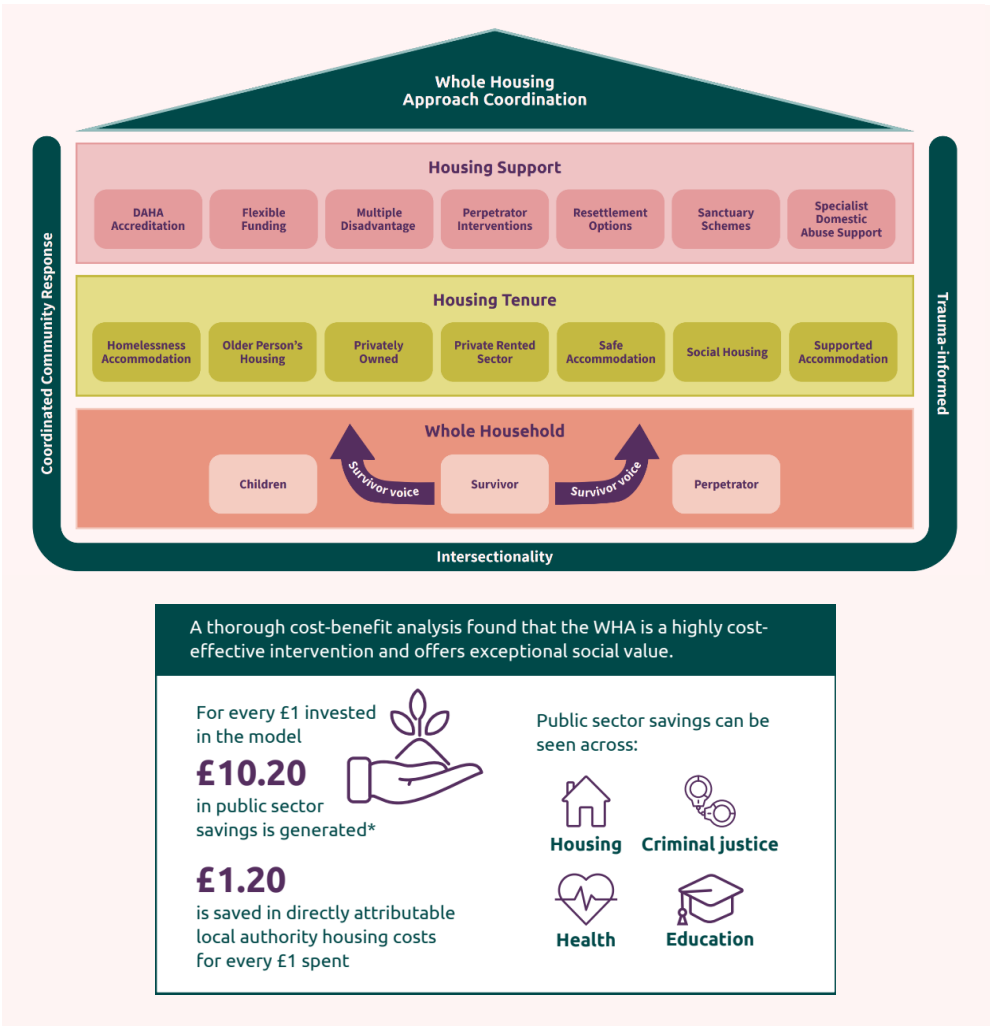 Whole Housing
Approach Coordination
Coordinated Community Response
Housing Support
DAHA
Accreditation
Flexible
Funding
Multiple
Disadvantage
Perpetrator
Interventions
Resettlement
Options
Sanctuary
Schemes
Specialist
Domestic
Abuse Support
Housing Tenure
Homelessness
Accommodation
Older Person's
Housing
Privately
Owned
Private Rented
Sector
Safe
Accommodation
Social Housing
Supported
Accommodation
Whole Household
Children
Survivor voice
Survivor
Survivor voice
Perpetrator
Trauma-informed
Intersectionality
A thorough cost-benefit analysis found that the WHA is a highly cost-
effective intervention and offers exceptional social value.
For every £1 invested
in the model
£10.20
in public sector
savings is generated*
£1.20
is saved in directly attributable
local authority housing costs
for every £1 spent
Public sector savings can be
seen across:
Housing
Criminal justice
Health
Education